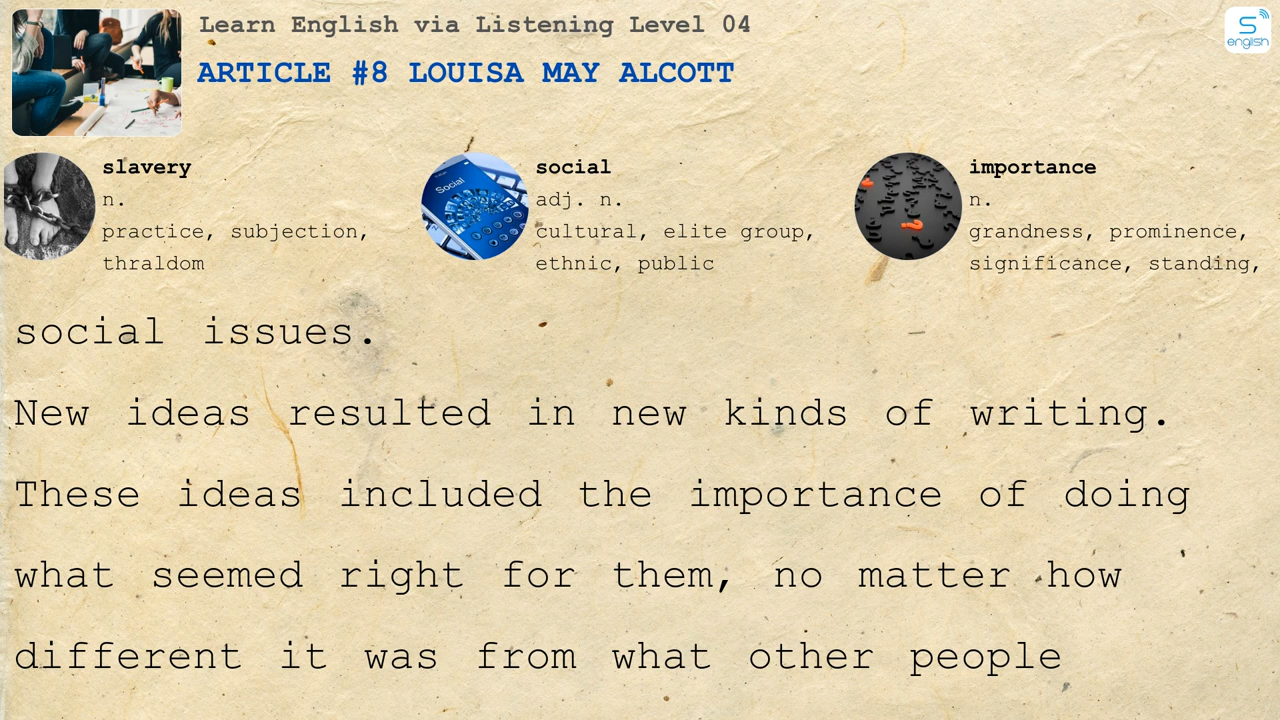 Learn English via Listening Level 04
ARTICLE #8 LOUISA MAY ALCOTT
S
english
slavery
n.
practice, subjection,
thraldom
Social
social
adj. n.
cultural, elite group,
ethnic, public
importance
n.
grandness, prominence,
significance, standing,
social issues.
New ideas resulted in new kinds of writing.
These ideas included the importance of doing
what seemed right for them, no matter how
different it was from what other people